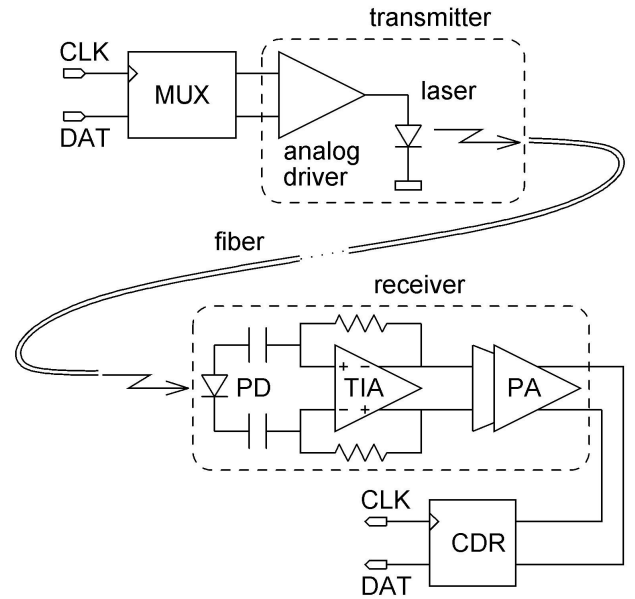 transmitter
CLK
MUX
laser
DAT
analog
driver
fiber
receiver
PD
+ −
TIA
− +
PA
CLK
CDR
DAT